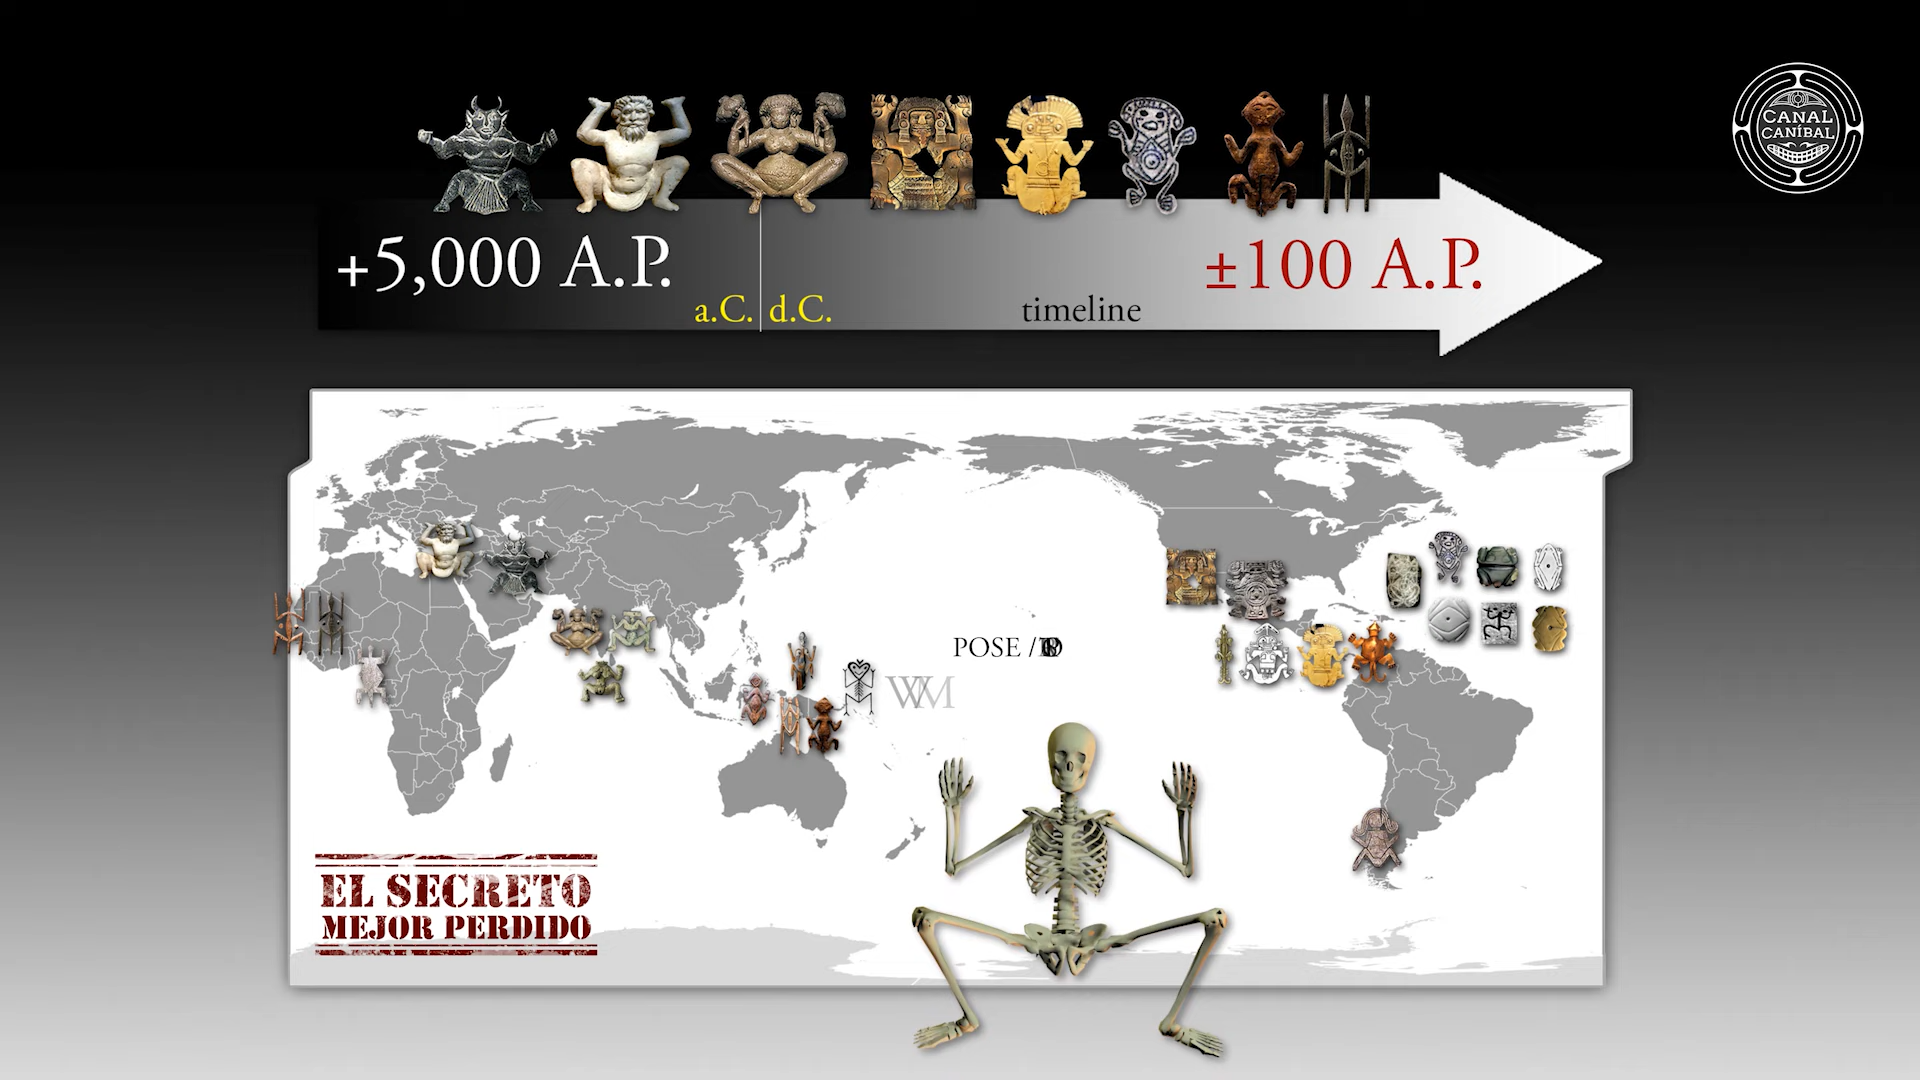 CANAL
CANÍBAL
+5,000 A.P.
±100 A.P.
a.C. d.C.
timeline
POSE /
EL SECRETO
MEJOR PERDIDO